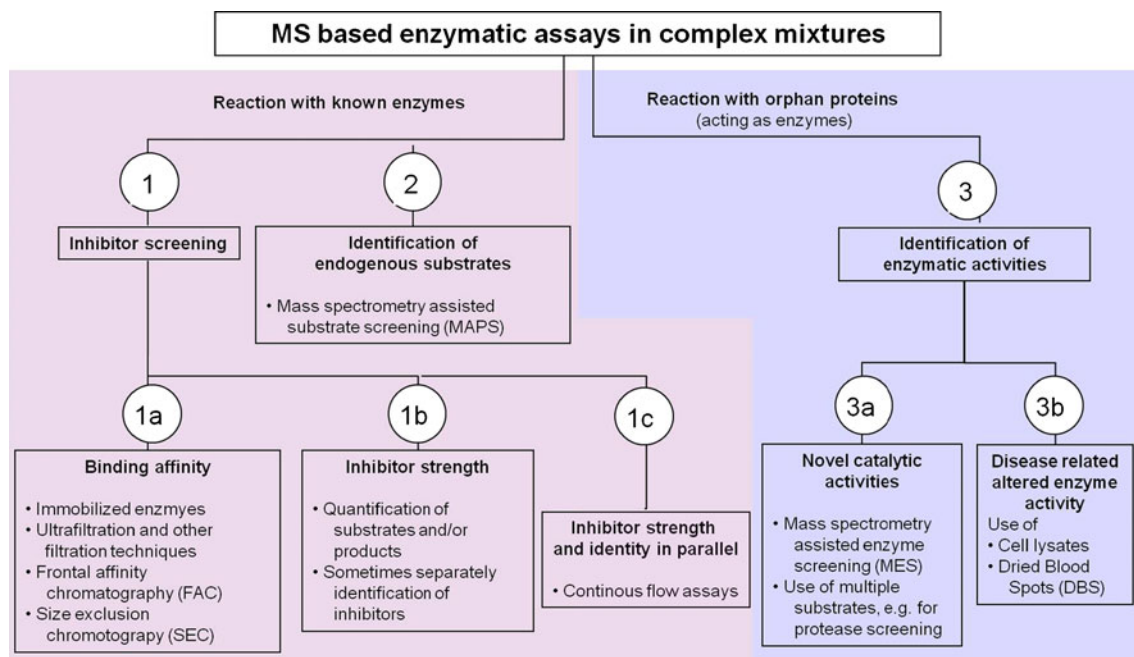 MS based enzymatic assays in complex mixtures
Reaction with known enzymes
Reaction with orphan proteins
(acting as enzymes)
1
2
3
Inhibitor screening
Identification of
endogenous substrates
• Mass spectrometry assisted
substrate screening (MAPS)
Identification of
enzymatic activities
1a
1b
1c
3a
3b
Binding affinity
• Immobilized enzmyes
• Ultrafiltration and other
filtration techniques
• Frontal affinity
chromatography (FAC)
• Size exclusion
chromotograpy (SEC)
Inhibitor strength
• Quantification of
substrates and/or
products
• Sometimes separately
identification of
inhibitors
Inhibitor strength
and identity in parallel
• Continous flow assays
Novel catalytic
activities
• Mass spectrometry
assisted enzyme
screening (MES)
• Use of multiple
substrates, e.g. for
protease screening
Disease related
altered enzyme
activity
Use of
• Cell lysates
• Dried Blood
Spots (DBS)